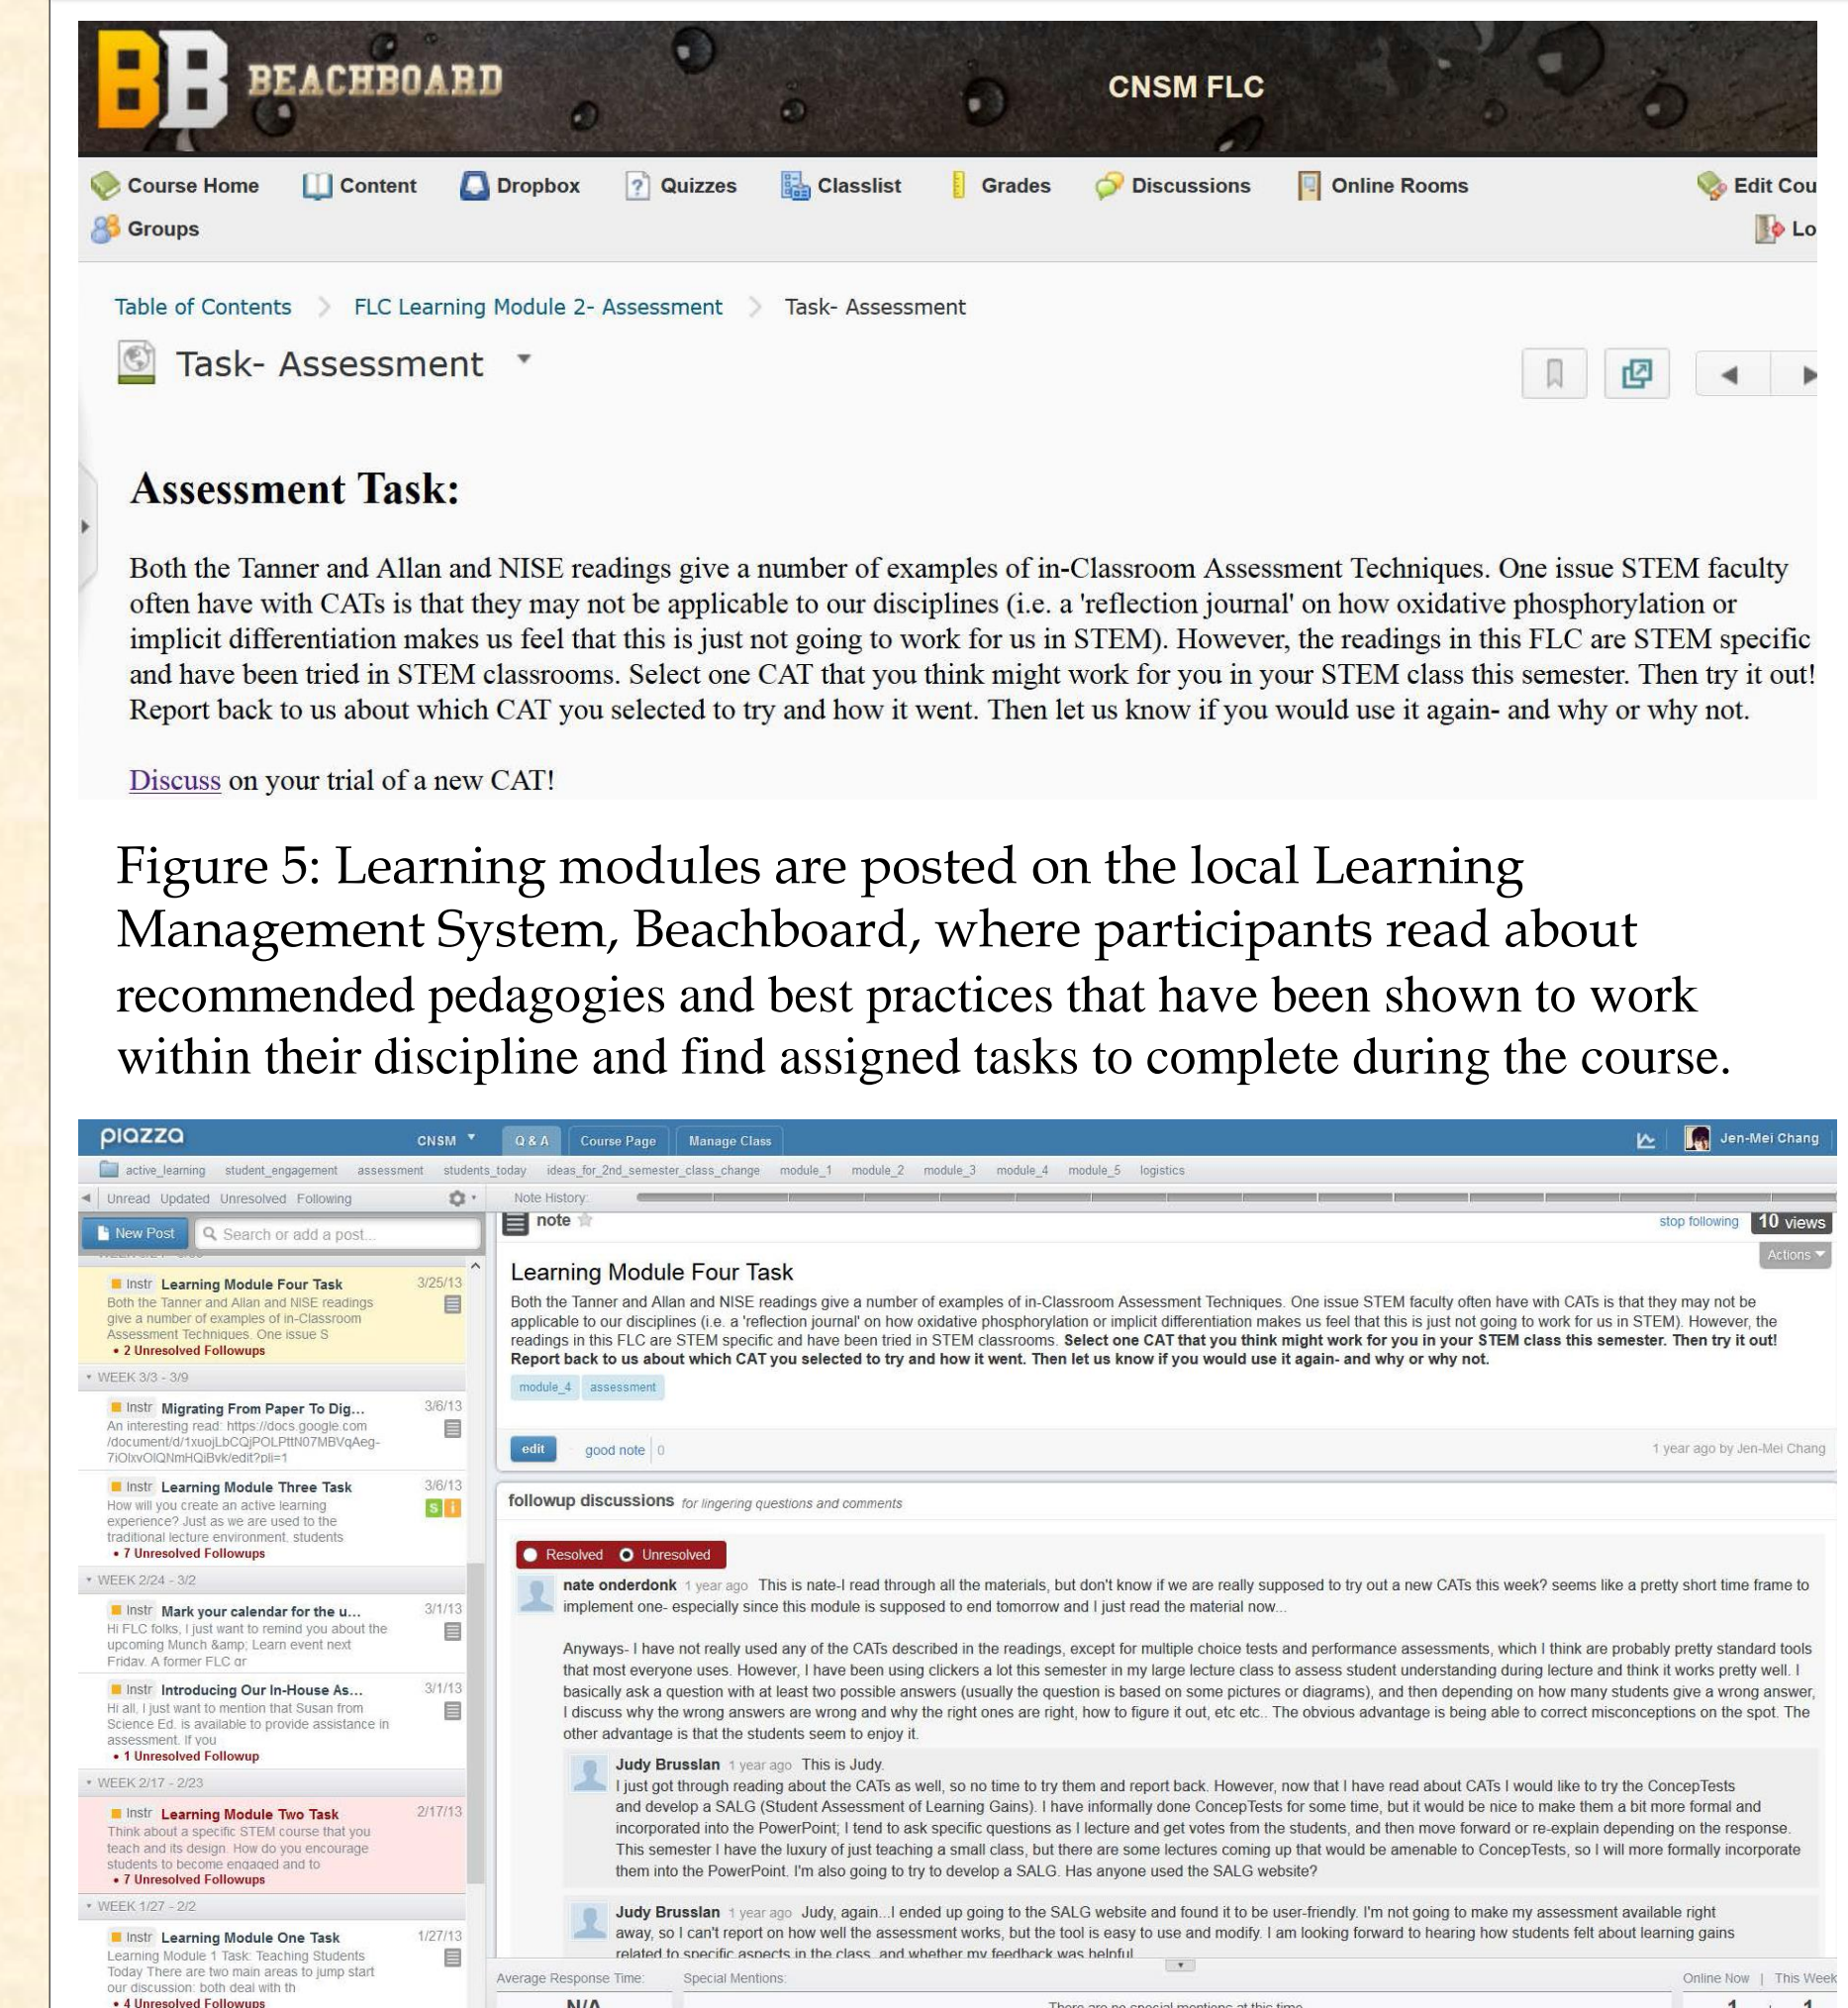 BB BEACHBOARD
CNSM FLC
Course Home Content Dropbox Quizzes Classlist Grades Discussions Online Rooms Edit Cou
Groups Lo
Table of Contents FLC Learning Module 2- Assessment Task- Assessment
Task- Assessment
Assessment Task:
Both the Tanner and Allan and NISE readings give a number of examples of in-Classroom Assessment Techniques. One issue STEM faculty
often have with CATs is that they may not be applicable to our disciplines (i.e. a 'reflection journal' on how oxidative phosphorylation or
implicit differentiation makes us feel that this is just not going to work for us in STEM). However, the readings in this FLC are STEM specific
and have been tried in STEM classrooms. Select one CAT that you think might work for you in your STEM class this semester. Then try it out!
Report back to us about which CAT you selected to try and how it went. Then let us know if you would use it again- and why or why not.
Discuss on your trial of a new CAT!
Figure 5: Learning modules are posted on the local Learning
Management System, Beachboard, where participants read about
recommended pedagogies and best practices that have been shown to work
within their discipline and find assigned tasks to complete during the course.
piazza CNSM Q & A Course Page Manage Class Jen-Mei Chang
active_learning student_engagement assessment students_today ideas_for_2nd_semester_class_change module_1 module_2 module_3 module_4 module_5 logistics
Unread Updated Unresolved Following
New Post Search or add a post...
Instr Learning Module Four Task 3/25/13
Both the Tanner and Allan and NISE readings
give a number of examples of in-Classroom
Assessment Techniques. One issue S
• 2 Unresolved Followups
WEEK 3/3 - 3/9
Instr Migrating From Paper To Dig... 3/6/13
An interesting read: https://docs.google.com
Instr Learning Module Three Task 3/6/13
How will you create an active learning
experience? Just as we are used to the
traditional lecture environment, students
s i
• 7 Unresolved Followups
WEEK 2/24 - 3/2
Instr Mark your calendar for the u... 3/1/13
Hi FLC folks, I just want to remind you about the
upcoming Munch &amp; Learn event next
Friday. A former FLC gr
Instr Introducing Our In-House As... 3/1/13
Hi all, I just want to mention that Susan from
Science Ed. is available to provide assistance in
assessment. If you
• 1 Unresolved Followup
WEEK 2/17 - 2/23
Instr Learning Module Two Task 2/17/13
Think about a specific STEM course that you
teach and its design. How do you encourage
students to become engaged and to
• 7 Unresolved Followups
WEEK 1/27 - 2/2
Instr Learning Module One Task 1/27/13
Learning Module 1 Task: Teaching Students
Today There are two main areas to jump start
our discussion: both deal with th
• 4 Unresolved Followups
Note History:
note stop following 10 views
Actions
Learning Module Four Task
Both the Tanner and Allan and NISE readings give a number of examples of in-Classroom Assessment Techniques. One issue STEM faculty often have with CATs is that they may not be
applicable to our disciplines (i.e. a 'reflection journal' on how oxidative phosphorylation or implicit differentiation makes us feel that this is just not going to work for us in STEM). However, the
readings in this FLC are STEM specific and have been tried in STEM classrooms. Select one CAT that you think might work for you in your STEM class this semester. Then try it out!
Report back to us about which CAT you selected to try and how it went. Then let us know if you would use it again- and why or why not.
module_4 assessment
edit good note 0 1 year ago by Jen-Mei Chang
followup discussions for lingering questions and comments
Resolved Unresolved
nate onderdonk 1 year ago This is nate-I read through all the materials, but don't know if we are really supposed to try out a new CATs this week? seems like a pretty short time frame to
implement one- especially since this module is supposed to end tomorrow and I just read the material now...
Anyways- I have not really used any of the CATs described in the readings, except for multiple choice tests and performance assessments, which I think are probably pretty standard tools
that most everyone uses. However, I have been using clickers a lot this semester in my large lecture class to assess student understanding during lecture and think it works pretty well. I
basically ask a question with at least two possible answers (usually the question is based on some pictures or diagrams), and then depending on how many students give a wrong answer,
I discuss why the wrong answers are wrong and why the right ones are right, how to figure it out, etc etc.. The obvious advantage is being able to correct misconceptions on the spot. The
other advantage is that the students seem to enjoy it.
Judy Brusslan 1 year ago This is Judy.
I just got through reading about the CATs as well, so no time to try them and report back. However, now that I have read about CATs I would like to try the ConcepTests
and develop a SALG (Student Assessment of Learning Gains). I have informally done ConcepTests for some time, but it would be nice to make them a bit more formal and
incorporated into the PowerPoint; I tend to ask specific questions as I lecture and get votes from the students, and then move forward or re-explain depending on the response.
This semester I have the luxury of just teaching a small class, but there are some lectures coming up that would be amenable to ConcepTests, so I will more formally incorporate
them into the PowerPoint. I'm also going to try to develop a SALG. Has anyone used the SALG website?
Judy Brusslan 1 year ago Judy, again...I ended up going to the SALG website and found it to be user-friendly. I'm not going to make my assessment available right
away, so I can't report on how well the assessment works, but the tool is easy to use and modify. I am looking forward to hearing how students felt about learning gains
related to specific aspects in the class, and whether my feedback was helpful
Average Response Time: Special Mentions: Online Now | This Week
N/A There are no special mentions at this time 1 1